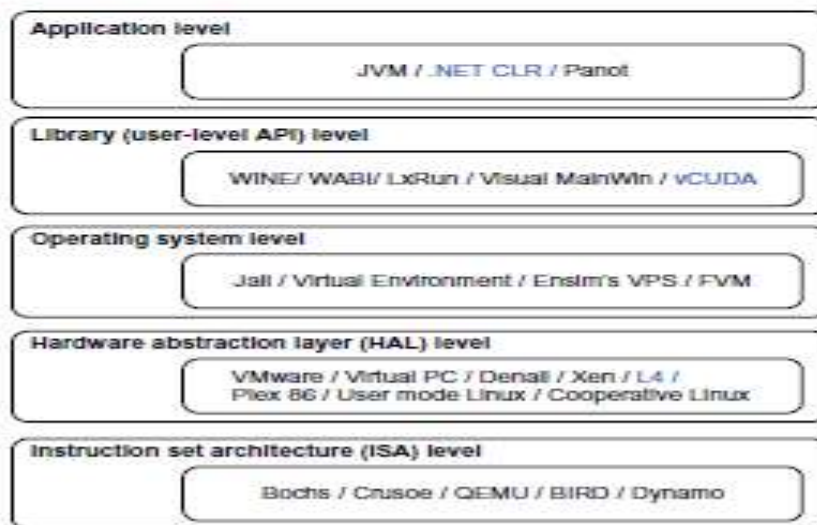 Application level
JVM / .NET CLR / Panot
Library (user-level API) level
WINE/ WABI/ LxRun / Visual MainWin / vCUDA
Operating system level
Jail / Virtual Environment / Ensim's VPS / FVM
Hardware abstraction layer (HAL) level
VMware / Virtual PC / Denali / Xen / L4 /
Plex 86 / User mode Linux / Cooperative Linux
Instruction set architecture (ISA) level
Bochs / Crusoe / QEMU / BIRD / Dynamo